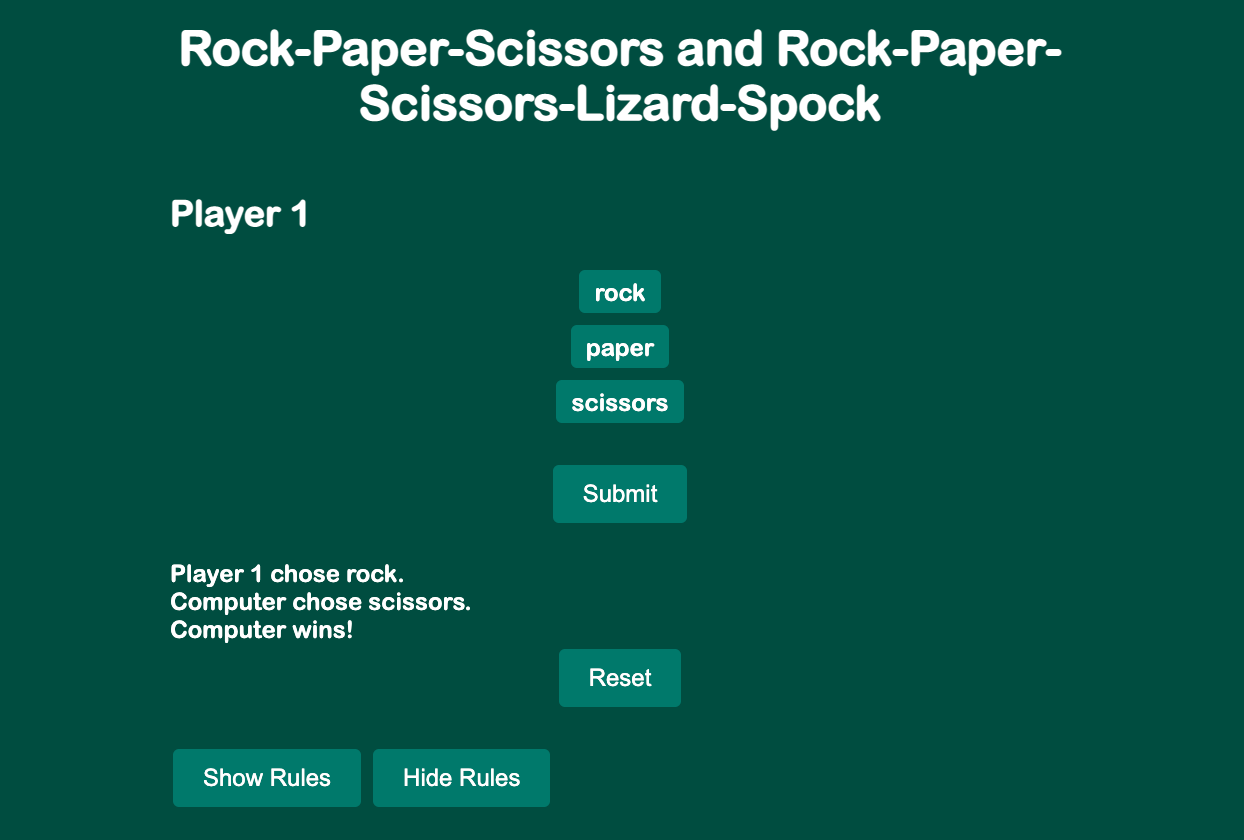 Rock-Paper-Scissors and Rock-Paper-
Scissors-Lizard-Spock
Player 1
rock
paper
scissors
Submit
Player 1 chose rock.
Computer chose scissors.
Computer wins!
Reset
Show Rules
Hide Rules